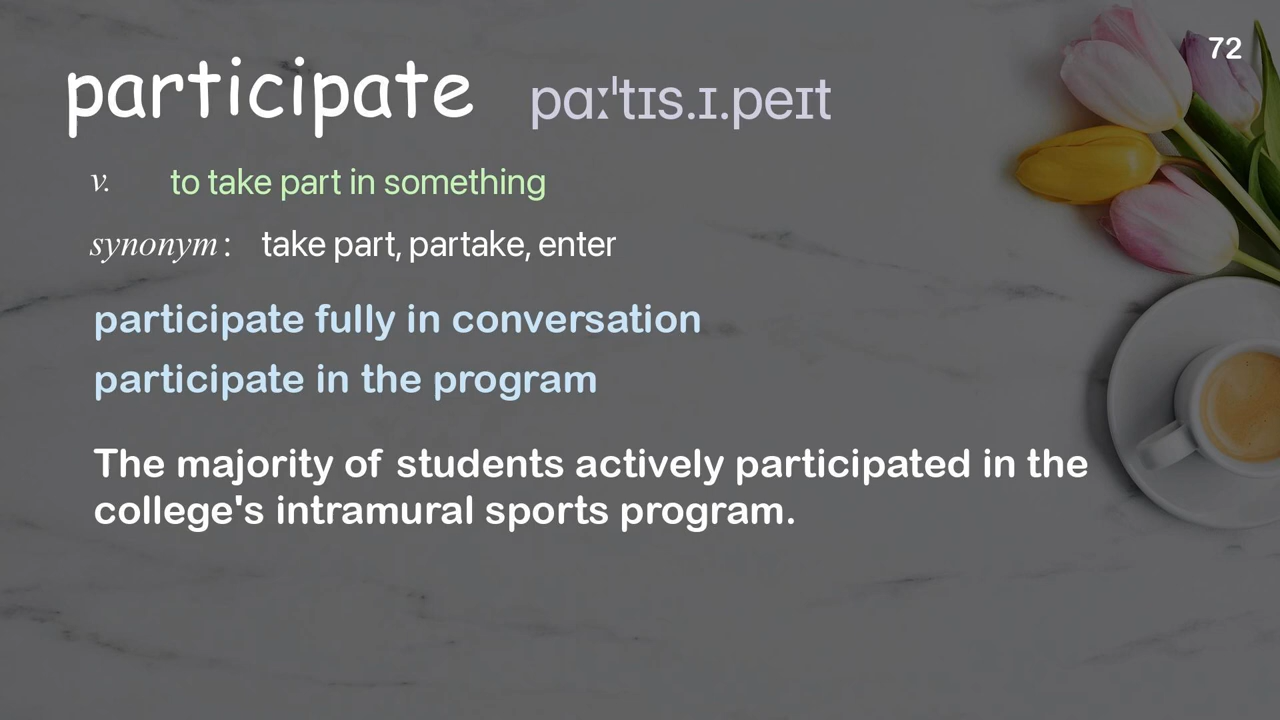 72
participate pɑːˈtɪs.ɪ.peɪt
v. to take part in something
synonym: take part, partake, enter
participate fully in conversation
participate in the program
The majority of students actively participated in the
college's intramural sports program.